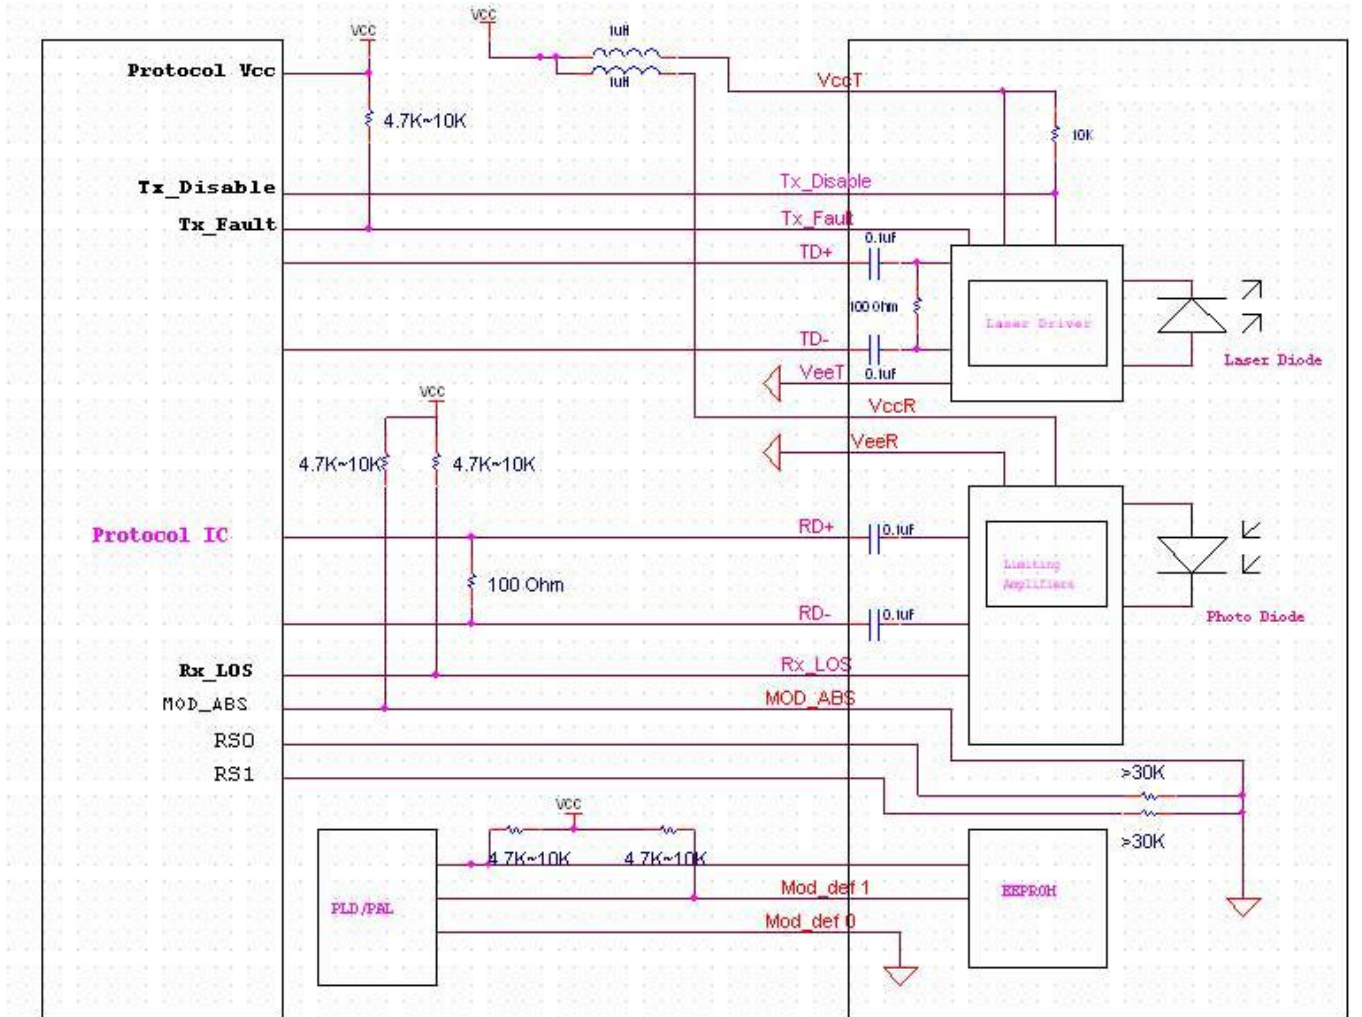 VCC
VCC
1uH
1uH
Protocol Vcc
VccT
4.7K~10K
10K
Tx_Disable
Tx_Disable
Tx_Fault
Tx_Fault
0.1uf
TD+
100 Ohm
Laser Driver
TD-
Laser Diode
VeeT
0.1uf
VCC
VccR
VeeR
4.7K~10K
4.7K~10K
Protocol IC
RD+
0.1uf
Limiting
Amplifiers
100 Ohm
RD-
0.1uf
Photo Diode
Rx_LOS
Rx_LOS
MOD_ABS
MOD_ABS
RS0
RS1
>30K
VCC
>30K
4.7K~10K
4.7K~10K
Mod_def 1
EEPROM
PLD/PAL
Mod_def 0